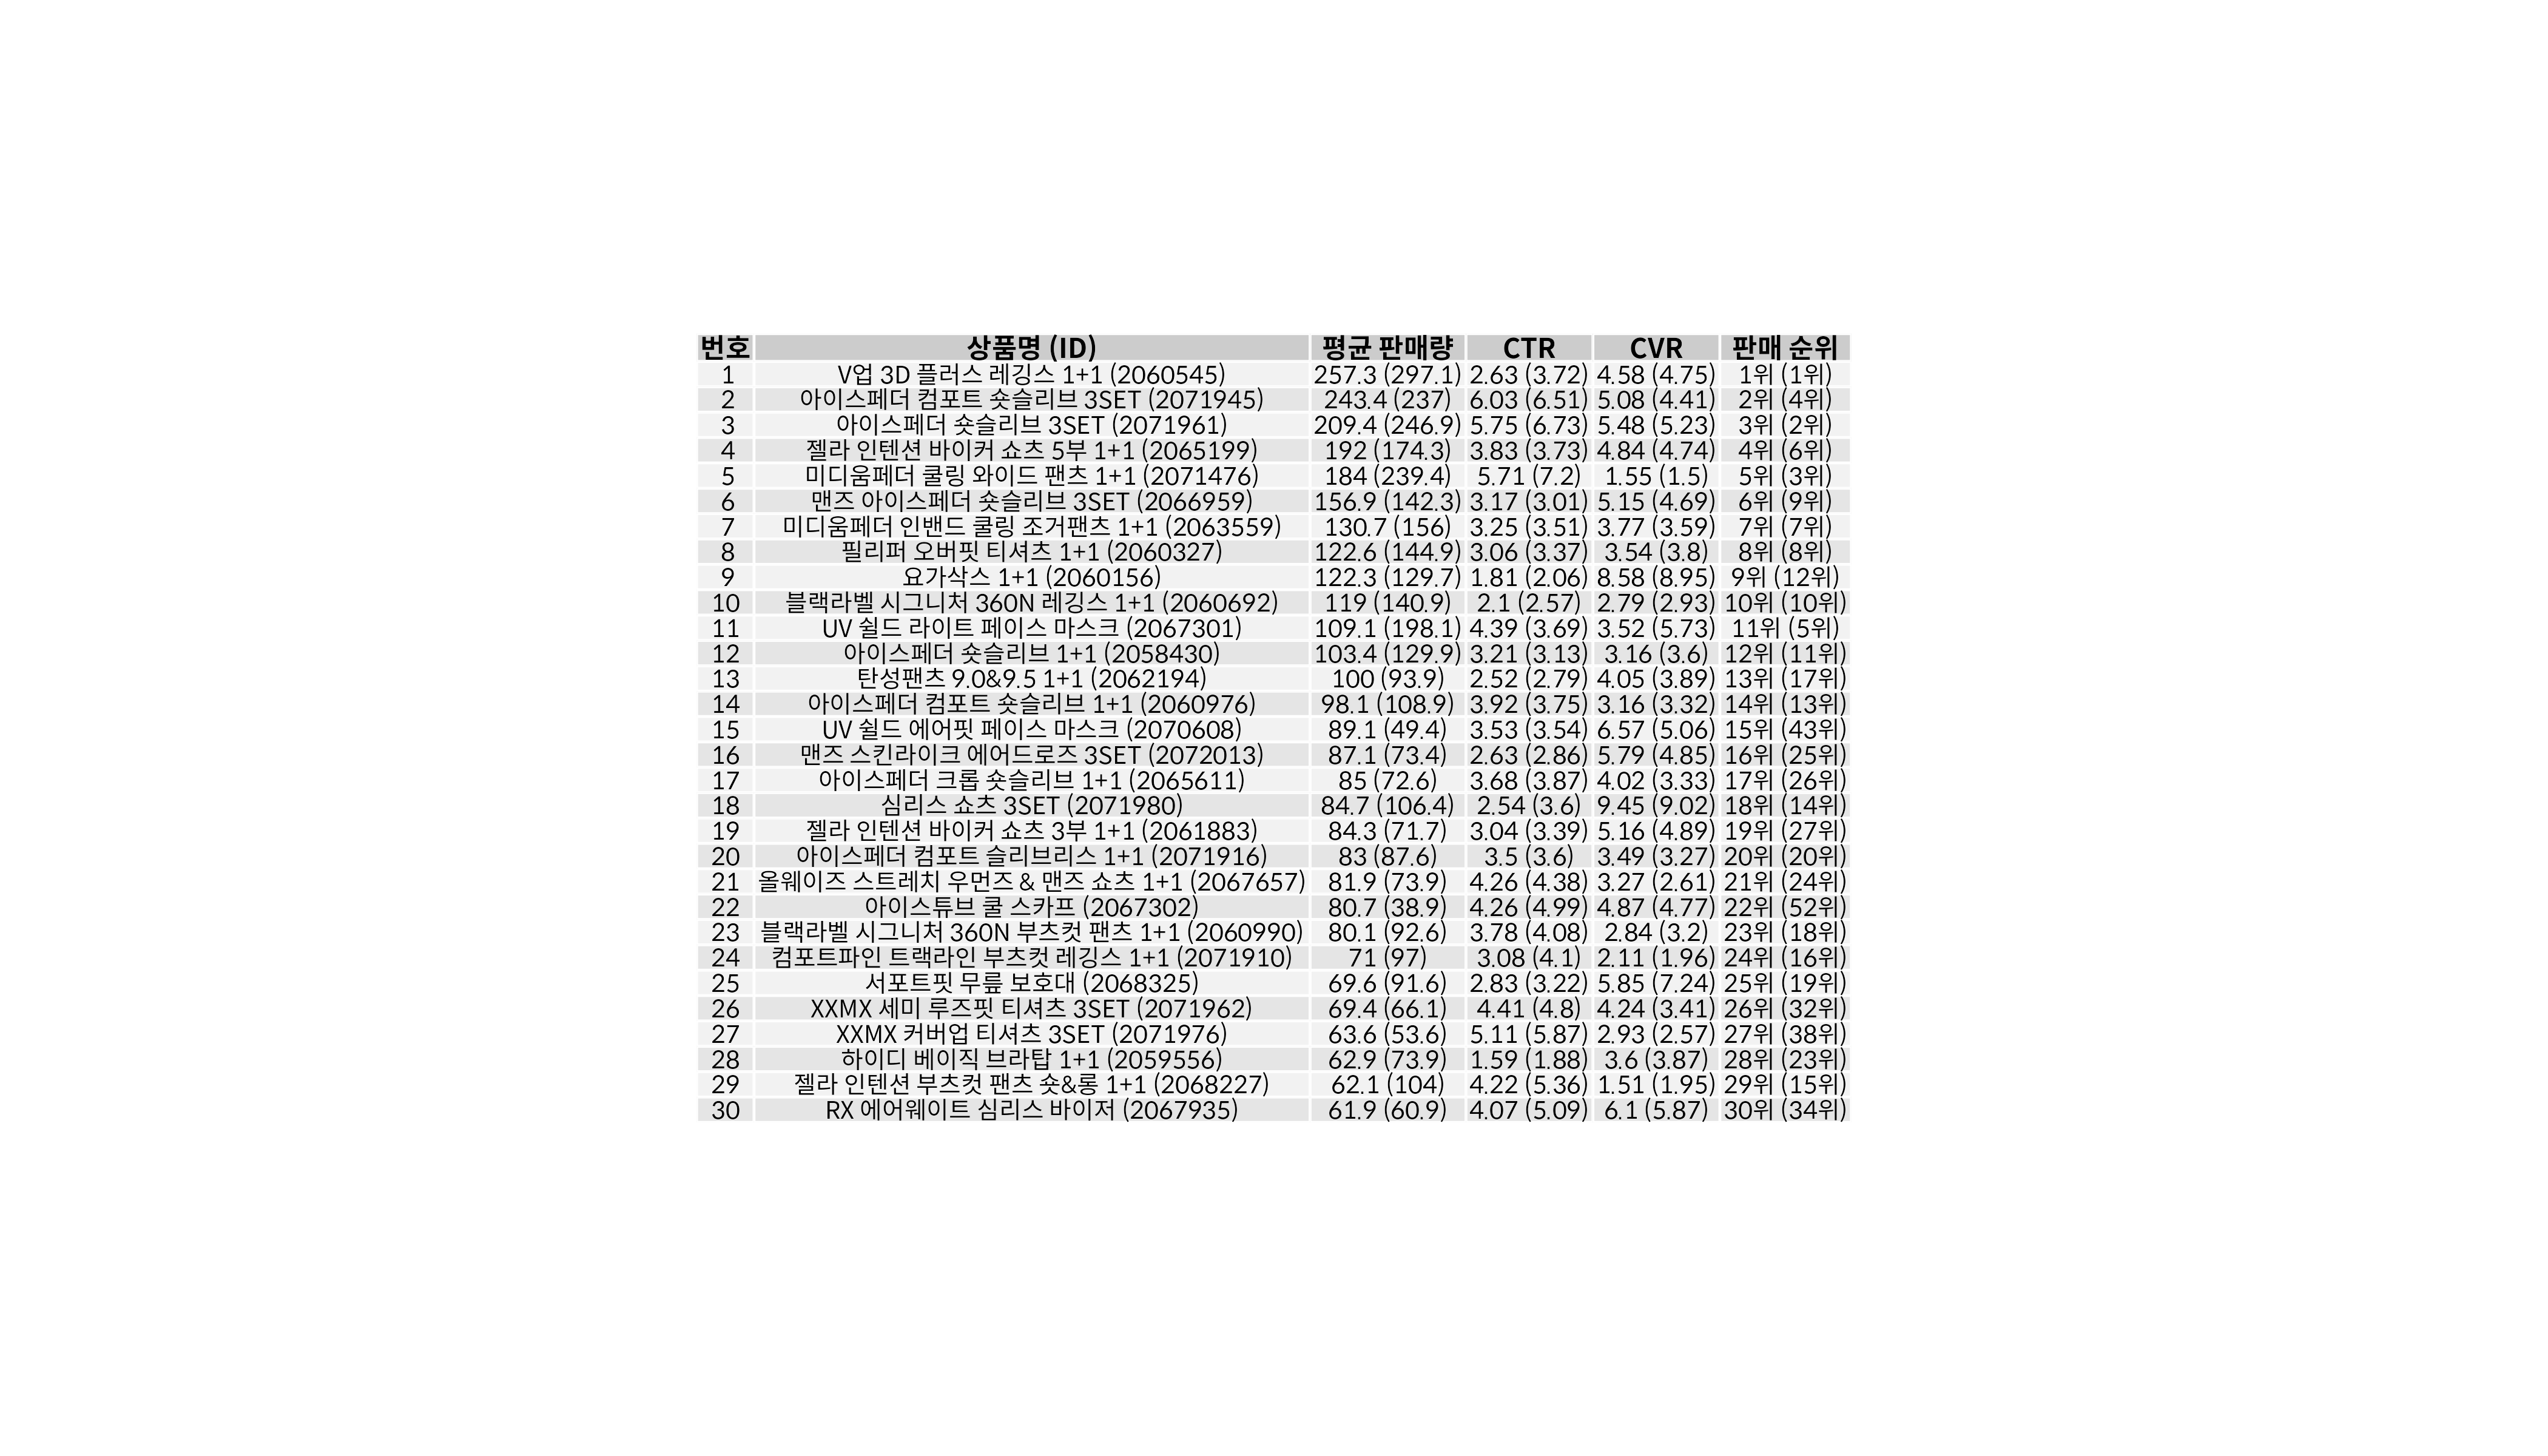 번호 상품명 (ID) 평균 판매량 CTR CVR 판매 순위
1 V업 3D 플러스 레깅스 1+1 (2060545) 257.3 (297.1) 2.63 (3.72) 4.58 (4.75) 1위 (1위)
2 아이스페더 컴포트 숏슬리브 3SET (2071945) 243.4 (237) 6.03 (6.51) 5.08 (4.41) 2위 (4위)
3 아이스페더 숏슬리브 3SET (2071961) 209.4 (246.9) 5.75 (6.73) 5.48 (5.23) 3위 (2위)
4 젤라 인텐션 바이커 쇼츠 5부 1+1 (2065199) 192 (174.3) 3.83 (3.73) 4.84 (4.74) 4위 (6위)
5 미디움페더 쿨링 와이드 팬츠 1+1 (2071476) 184 (239.4) 5.71 (7.2) 1.55 (1.5) 5위 (3위)
6 맨즈 아이스페더 숏슬리브 3SET (2066959) 156.9 (142.3) 3.17 (3.01) 5.15 (4.69) 6위 (9위)
7 미디움페더 인밴드 쿨링 조거팬츠 1+1 (2063559) 130.7 (156) 3.25 (3.51) 3.77 (3.59) 7위 (7위)
8 필리퍼 오버핏 티셔츠 1+1 (2060327) 122.6 (144.9) 3.06 (3.37) 3.54 (3.8) 8위 (8위)
9 요가삭스 1+1 (2060156) 122.3 (129.7) 1.81 (2.06) 8.58 (8.95) 9위 (12위)
10 블랙라벨 시그니처 360N 레깅스 1+1 (2060692) 119 (140.9) 2.1 (2.57) 2.79 (2.93) 10위 (10위)
11 UV 쉴드 라이트 페이스 마스크 (2067301) 109.1 (198.1) 4.39 (3.69) 3.52 (5.73) 11위 (5위)
12 아이스페더 숏슬리브 1+1 (2058430) 103.4 (129.9) 3.21 (3.13) 3.16 (3.6) 12위 (11위)
13 탄성팬츠 9.0&9.5 1+1 (2062194) 100 (93.9) 2.52 (2.79) 4.05 (3.89) 13위 (17위)
14 아이스페더 컴포트 숏슬리브 1+1 (2060976) 98.1 (108.9) 3.92 (3.75) 3.16 (3.32) 14위 (13위)
15 UV 쉴드 에어핏 페이스 마스크 (2070608) 89.1 (49.4) 3.53 (3.54) 6.57 (5.06) 15위 (43위)
16 맨즈 스킨라이크 에어드로즈 3SET (2072013) 87.1 (73.4) 2.63 (2.86) 5.79 (4.85) 16위 (25위)
17 아이스페더 크롭 숏슬리브 1+1 (2065611) 85 (72.6) 3.68 (3.87) 4.02 (3.33) 17위 (26위)
18 심리스 쇼츠 3SET (2071980) 84.7 (106.4) 2.54 (3.6) 9.45 (9.02) 18위 (14위)
19 젤라 인텐션 바이커 쇼츠 3부 1+1 (2061883) 84.3 (71.7) 3.04 (3.39) 5.16 (4.89) 19위 (27위)
20 아이스페더 컴포트 슬리브리스 1+1 (2071916) 83 (87.6) 3.5 (3.6) 3.49 (3.27) 20위 (20위)
21 올웨이즈 스트레치 우먼즈 & 맨즈 쇼츠 1+1 (2067657) 81.9 (73.9) 4.26 (4.38) 3.27 (2.61) 21위 (24위)
22 아이스튜브 쿨 스카프 (2067302) 80.7 (38.9) 4.26 (4.99) 4.87 (4.77) 22위 (52위)
23 블랙라벨 시그니처 360N 부츠컷 팬츠 1+1 (2060990) 80.1 (92.6) 3.78 (4.08) 2.84 (3.2) 23위 (18위)
24 컴포트파인 트랙라인 부츠컷 레깅스 1+1 (2071910) 71 (97) 3.08 (4.1) 2.11 (1.96) 24위 (16위)
25 서포트핏 무릎 보호대 (2068325) 69.6 (91.6) 2.83 (3.22) 5.85 (7.24) 25위 (19위)
26 XXMX 세미 루즈핏 티셔츠 3SET (2071962) 69.4 (66.1) 4.41 (4.8) 4.24 (3.41) 26위 (32위)
27 XXMX 커버업 티셔츠 3SET (2071976) 63.6 (53.6) 5.11 (5.87) 2.93 (2.57) 27위 (38위)
28 하이디 베이직 브라탑 1+1 (2059556) 62.9 (73.9) 1.59 (1.88) 3.6 (3.87) 28위 (23위)
29 젤라 인텐션 부츠컷 팬츠 숏&롱 1+1 (2068227) 62.1 (104) 4.22 (5.36) 1.51 (1.95) 29위 (15위)
30 RX 에어웨이트 심리스 바이저 (2067935) 61.9 (60.9) 4.07 (5.09) 6.1 (5.87) 30위 (34위)